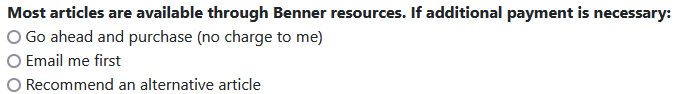 Most articles are available through Benner resources. If additional payment is necessary:
Go ahead and purchase (no charge to me)
Email me first
Recommend an alternative article